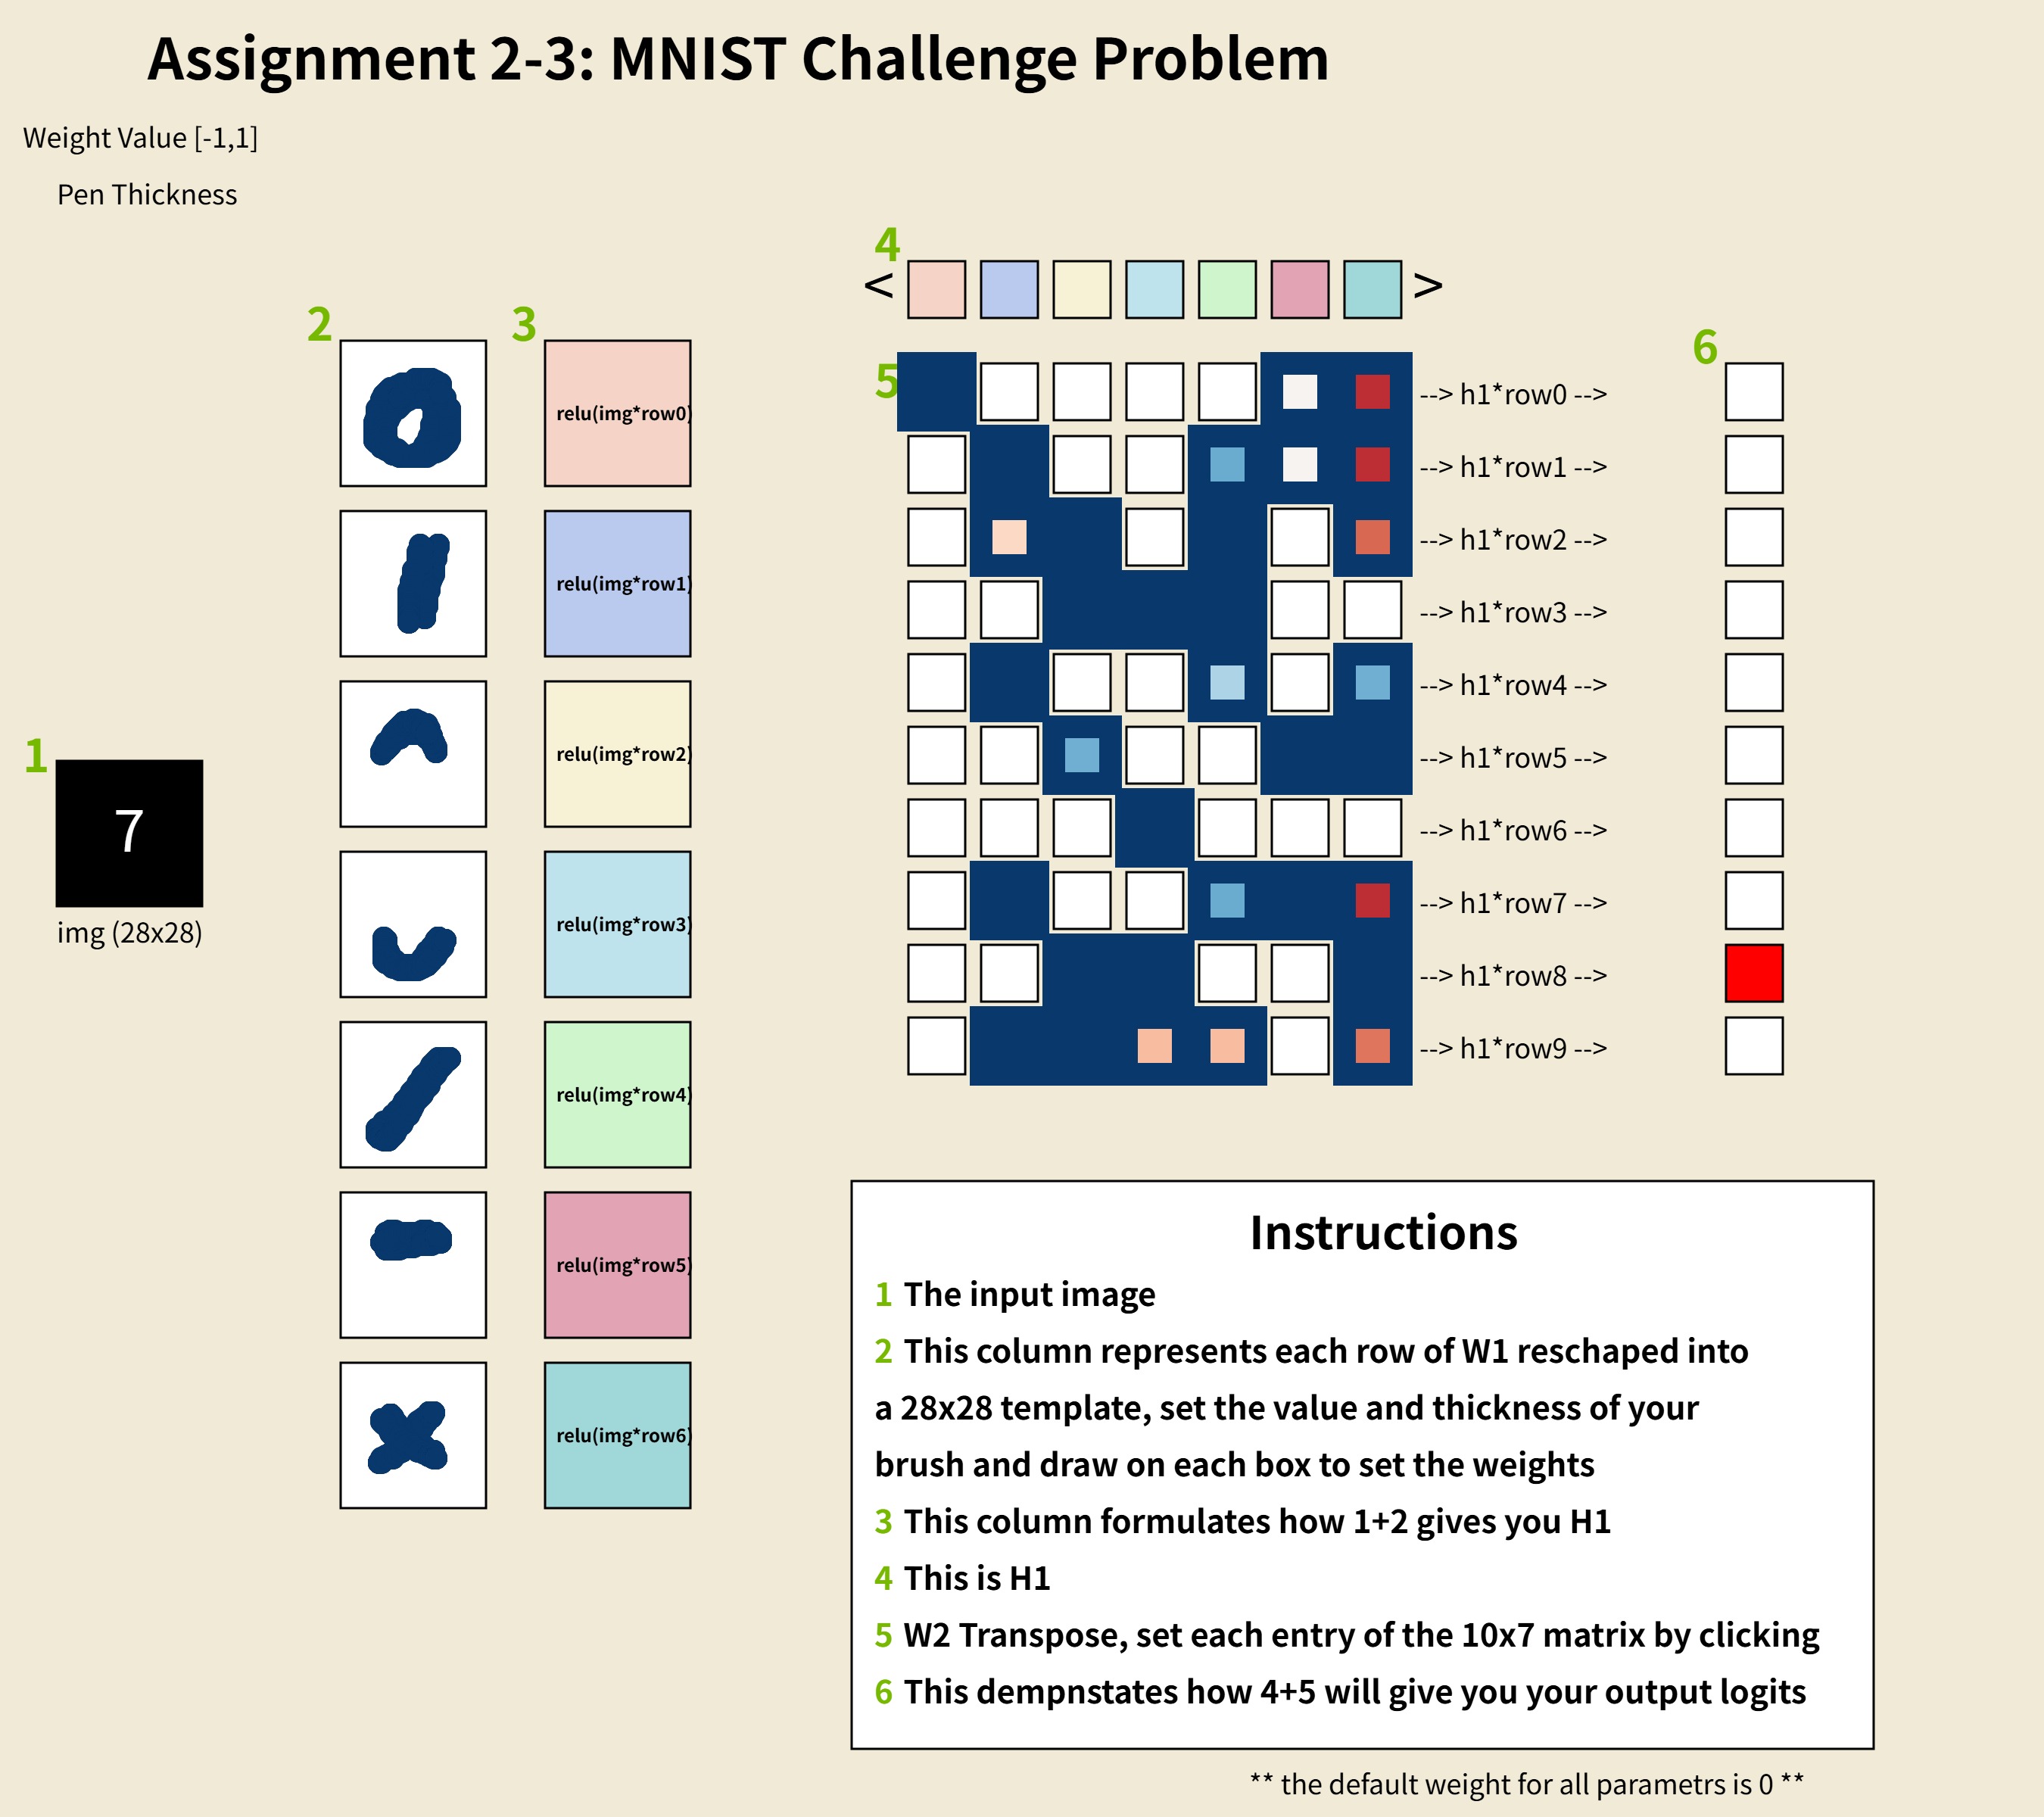 Assignment 2-3: MNIST Challenge Problem
Weight Value [-1,1]
Pen Thickness
1
7
img (28x28)
2
3
relu(img*row0)
relu(img*row1)
relu(img*row2)
relu(img*row3)
relu(img*row4)
relu(img*row5)
relu(img*row6)
4
< >
5
--> h1*row0 -->
--> h1*row1 -->
--> h1*row2 -->
--> h1*row3 -->
--> h1*row4 -->
--> h1*row5 -->
--> h1*row6 -->
--> h1*row7 -->
--> h1*row8 -->
--> h1*row9 -->
6
Instructions
1 The input image
2 This column represents each row of W1 reschaped into
a 28x28 template, set the value and thickness of your
brush and draw on each box to set the weights
3 This column formulates how 1+2 gives you H1
4 This is H1
5 W2 Transpose, set each entry of the 10x7 matrix by clicking
6 This dempnstates how 4+5 will give you your output logits
** the default weight for all parametrs is 0 **